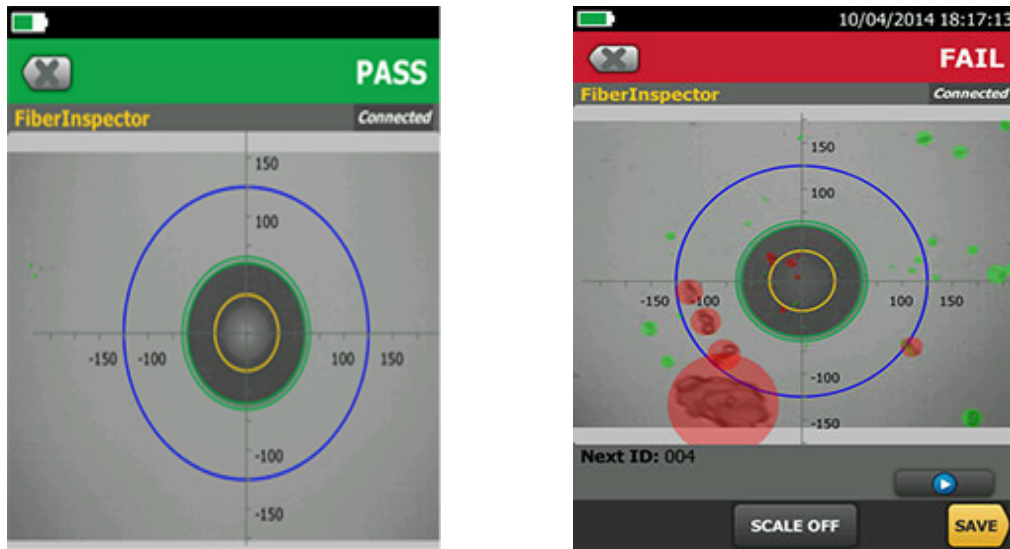 PASS
FiberInspector Connected
150
100
-150 -100 100 150
-100
-150
10/04/2014 18:17:13
FAIL
FiberInspector Connected
150
100
-150 -100 100 150
-100
-150
Next ID: 004
SCALE OFF SAVE